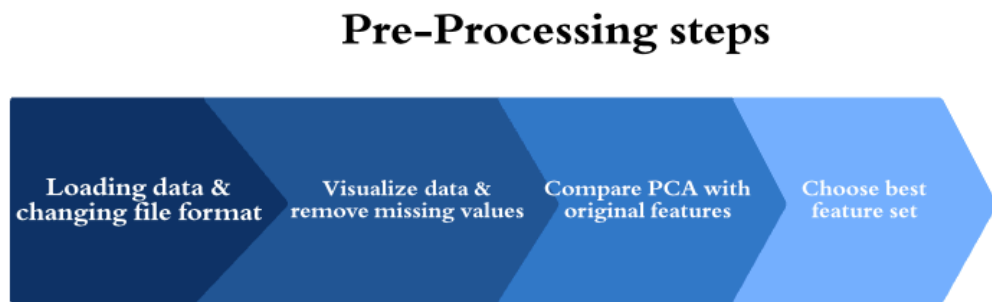 Pre-Processing steps
Loading data &
changing file format
Visualize data &
remove missing values
Compare PCA with
original features
Choose best
feature set